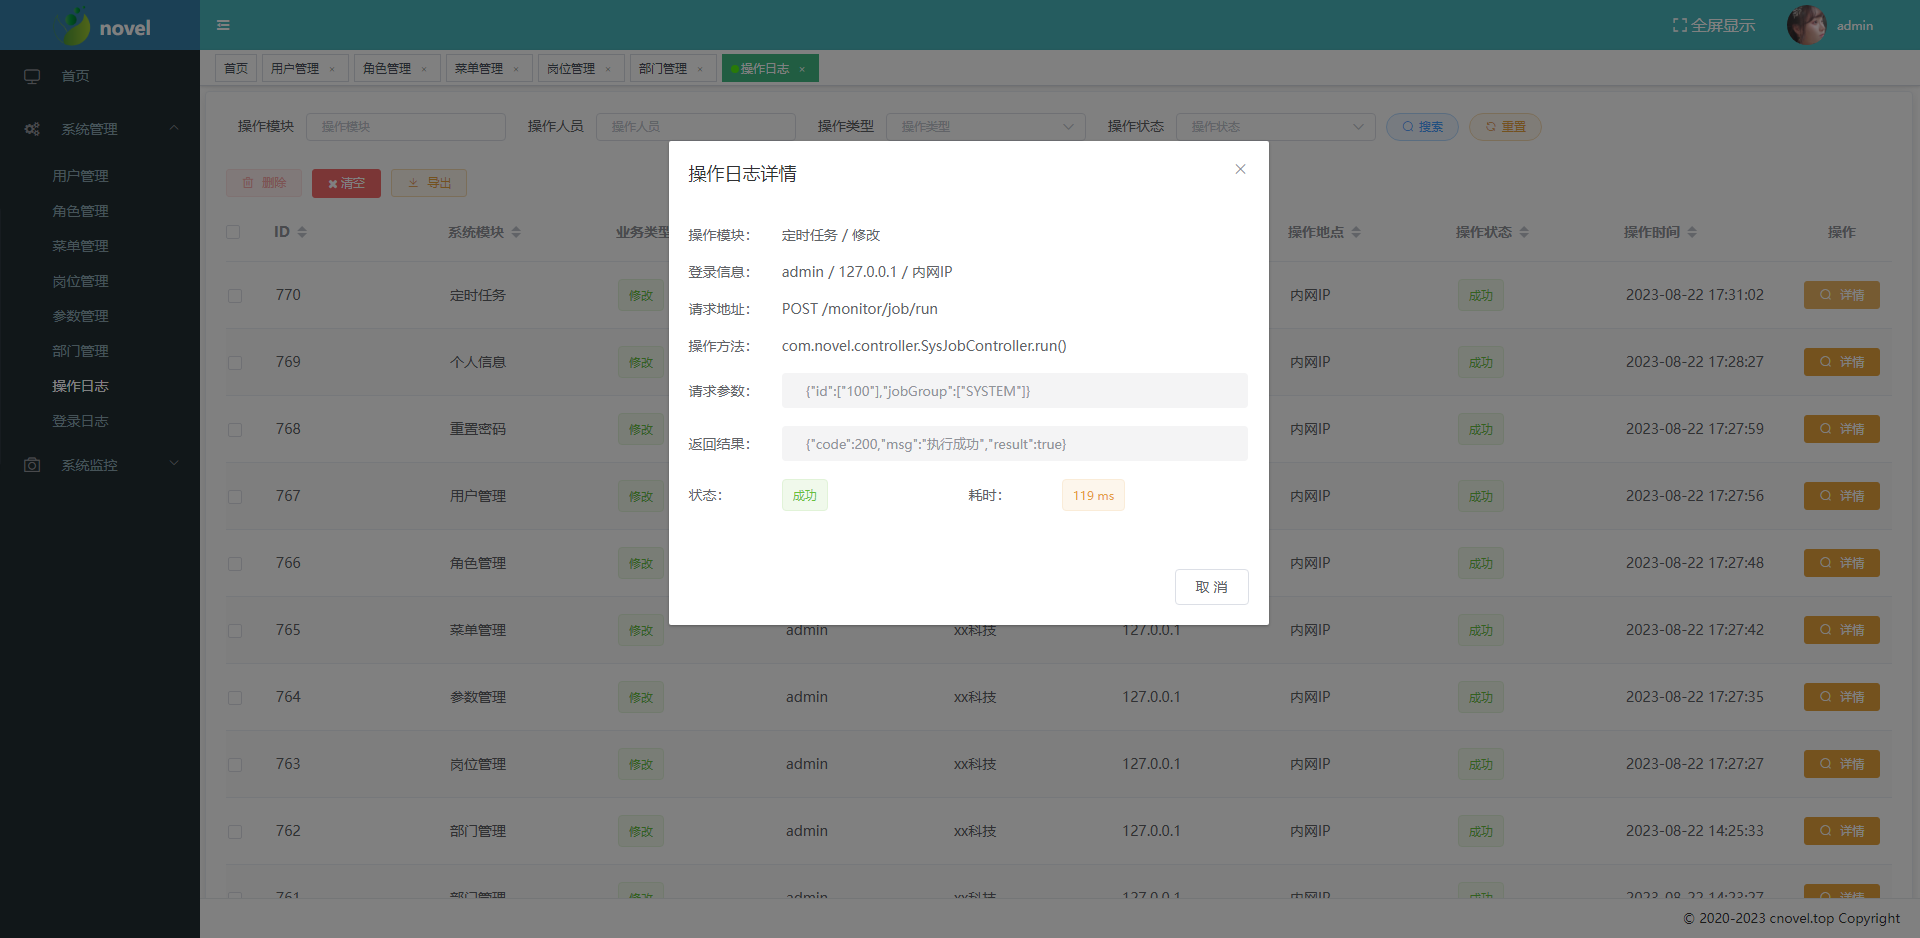 novel
全屏显示
admin
首页
系统管理
用户管理
角色管理
菜单管理
岗位管理
参数管理
部门管理
操作日志
登录日志
系统监控
首页 用户管理 × 角色管理 × 菜单管理 × 岗位管理 × 部门管理 × 操作日志 ×
操作模块 操作模块 操作人员 操作人员 操作类型 操作类型 操作状态 操作状态 搜索 重置
删除 清空 导出
ID 系统模块 业务类型 操作地点 操作状态 操作时间 操作
770 定时任务 修改 内网IP 成功 2023-08-22 17:31:02 详情
769 个人信息 修改 内网IP 成功 2023-08-22 17:28:27 详情
768 重置密码 修改 内网IP 成功 2023-08-22 17:27:59 详情
767 用户管理 修改 内网IP 成功 2023-08-22 17:27:56 详情
766 角色管理 修改 内网IP 成功 2023-08-22 17:27:48 详情
765 菜单管理 修改 admin xx科技 127.0.0.1 内网IP 成功 2023-08-22 17:27:42 详情
764 参数管理 修改 admin xx科技 127.0.0.1 内网IP 成功 2023-08-22 17:27:35 详情
763 岗位管理 修改 admin xx科技 127.0.0.1 内网IP 成功 2023-08-22 17:27:27 详情
762 部门管理 修改 admin xx科技 127.0.0.1 内网IP 成功 2023-08-22 14:25:33 详情
761 部门管理 修改 admin xx科技 127.0.0.1 内网IP 成功 2023-08-22 14:23:27 详情
操作日志详情
操作模块： 定时任务 / 修改
登录信息： admin / 127.0.0.1 / 内网IP
请求地址： POST /monitor/job/run
操作方法： com.novel.controller.SysJobController.run()
请求参数： {"id":["100"],"jobGroup":["SYSTEM"]}
返回结果： {"code":200,"msg":"执行成功","result":true}
状态： 成功 耗时： 119 ms
取 消
© 2020-2023 cnovel.top Copyright